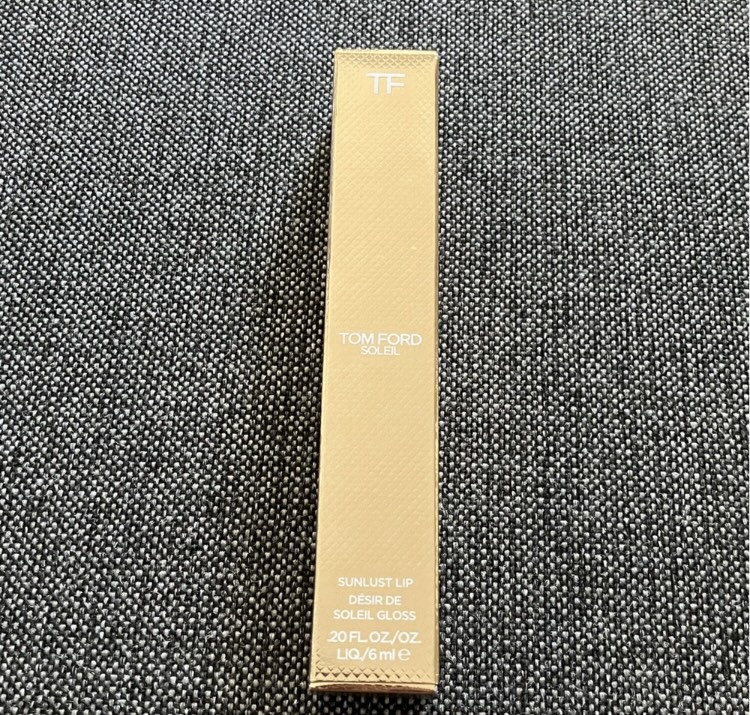 TF
TOM FORD
SOLEIL
SUNLUST LIP
DÉSIR DE
SOLEIL GLOSS
.20 FL. OZ./OZ.
LIQ./6 ml ℮